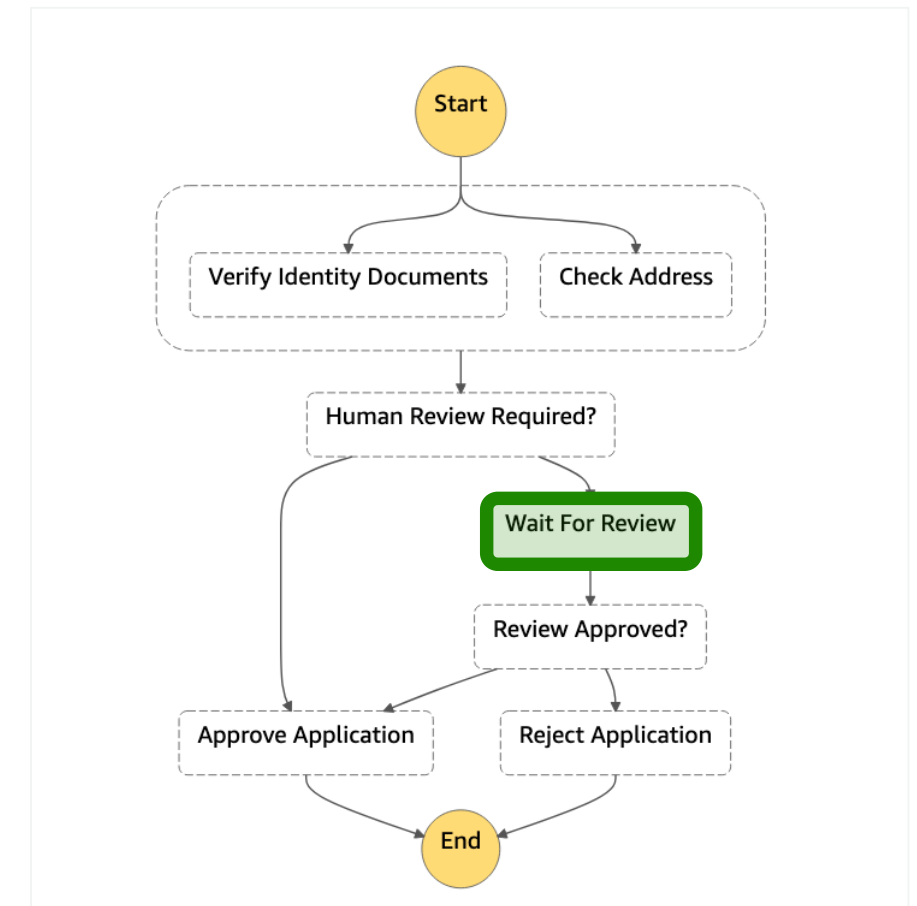 Start
Verify Identity Documents
Check Address
Human Review Required?
Wait For Review
Review Approved?
Approve Application
Reject Application
End